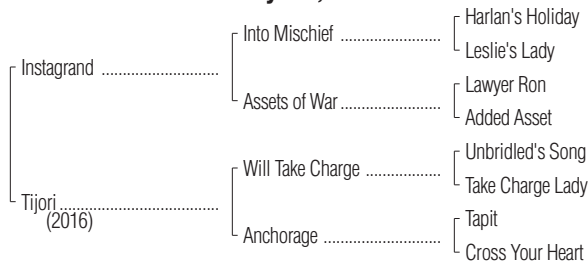 Harlan's Holiday
Into Mischief ....................
Leslie's Lady
Instagrand ........................
Lawyer Ron
Assets of War ....................
Added Asset
Unbridled's Song
Will Take Charge ...............
Take Charge Lady
Tijori .................................
(2016)
Tapit
Anchorage ........................
Cross Your Heart